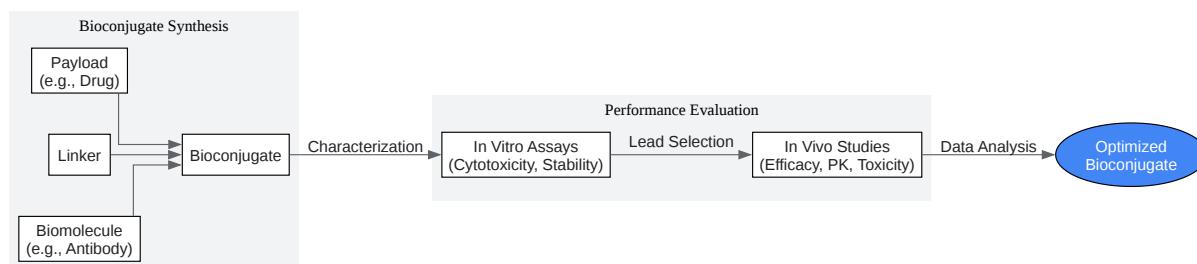 Bioconjugate Synthesis
Payload
(e.g., Drug)
Linker
Bioconjugate
Biomolecule
(e.g., Antibody)
Characterization
Performance Evaluation
In Vitro Assays
(Cytotoxicity, Stability)
Lead Selection
In Vivo Studies
(Efficacy, PK, Toxicity)
Data Analysis
Optimized
Bioconjugate